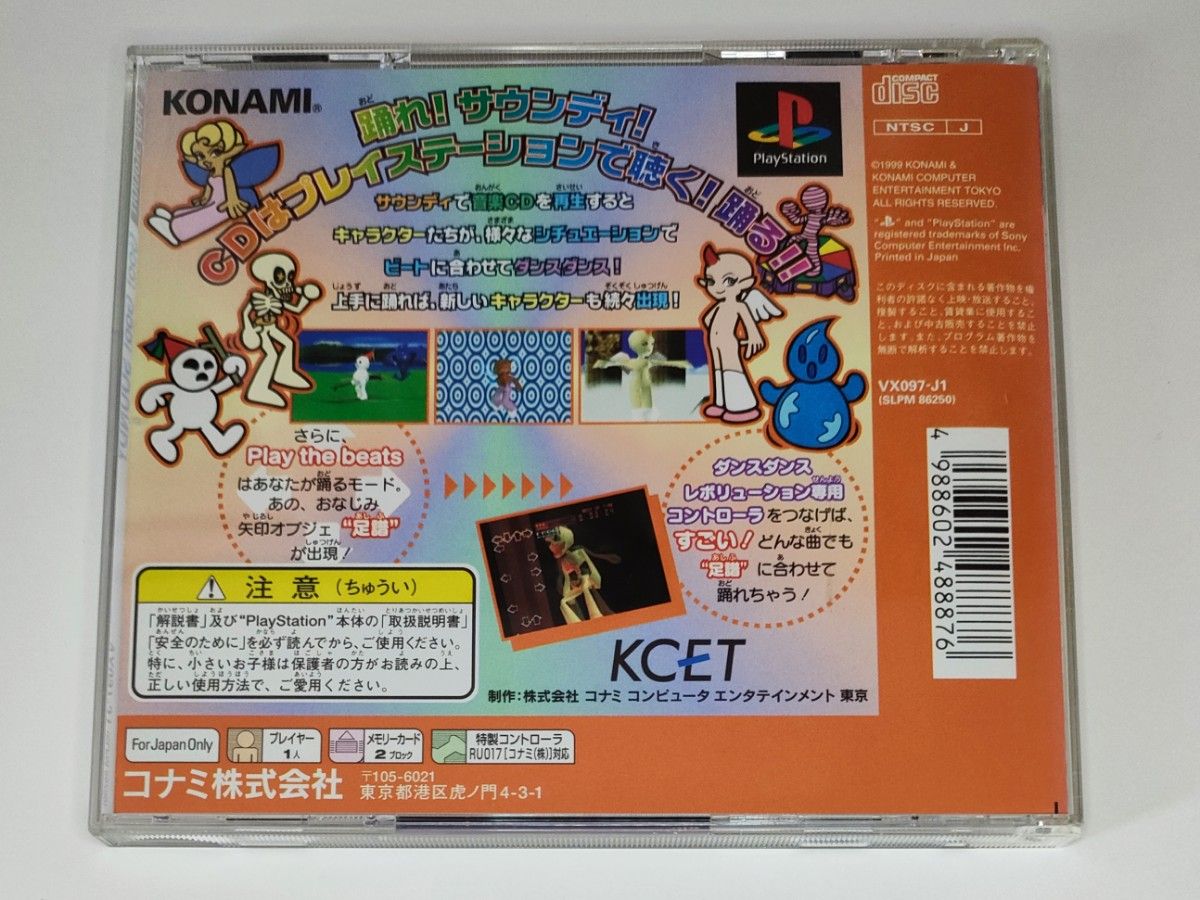 KONAMI®
踊れ! サウンディ!
CDはプレイステーションで聴く! 踊る!!
サウンディで音楽CDを再生すると
キャラクターたちが、様々なシチュエーションで
ビートに合わせてダンスダンス!
上手に踊れば、新しいキャラクターも続々出現!
PlayStation
COMPACT
disc
NTSC J
©1999 KONAMI &
KONAMI COMPUTER
ENTERTAINMENT TOKYO
ALL RIGHTS RESERVED.
" " and "PlayStation" are
registered trademarks of Sony
Computer Entertainment Inc.
Printed in Japan
このディスクに含まれる著作物を権
利者の許諾なく上映・放送すること、
複製すること、賃貸業に使用するこ
と、および中古販売することを禁止
します。また、プログラム著作物を
無断で解析することを禁止します。
VX097-J1
(SLPM 86250)
4 988602 488876
さらに、
Play the beats
はあなたが踊るモード。
あの、おなじみ
矢印オブジェ "足譜"
が出現!
ダンスダンス
レボリューション専用
コントローラをつなげば、
すごい! どんな曲でも
"足譜" に合わせて
踊れちゃう!
注意 (ちゅうい)
「解説書」及び"PlayStation"本体の「取扱説明書」
「安全のために」を必ず読んでから、ご使用ください。
特に、小さいお子様は保護者の方がお読みの上、
正しい使用方法で、ご愛用ください。
KCET
制作:株式会社 コナミ コンピュータ エンタテインメント 東京
For Japan Only
プレイヤー
1人
メモリーカード
2ブロック
特製コントローラ
RU017[コナミ(株)]対応
コナミ株式会社
〒105-6021
東京都港区虎ノ門4-3-1